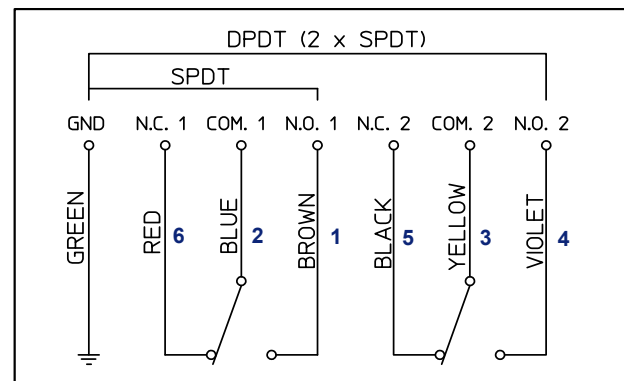 DPDT (2 x SPDT)
SPDT
GND N.C. 1 COM. 1 N.O. 1 N.C. 2 COM. 2 N.O. 2
GREEN RED 6 BLUE 2 BROWN 1 BLACK 5 YELLOW 3 VIOLET 4